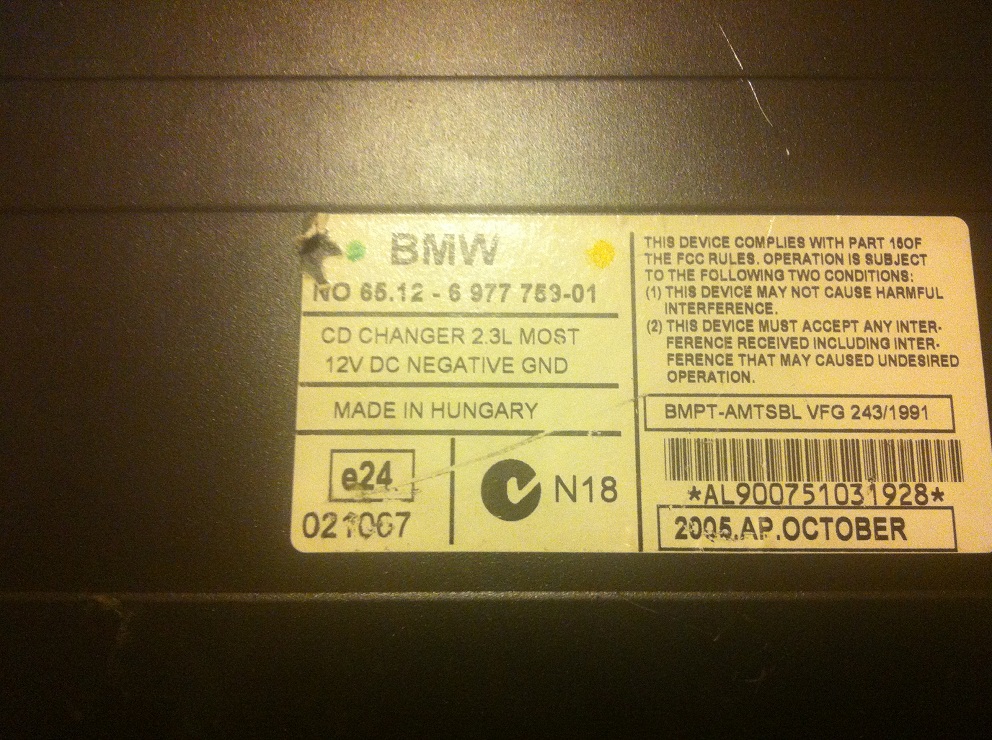 BMW
NO 65.12 - 6 977 759-01
CD CHANGER 2.3L MOST
12V DC NEGATIVE GND
MADE IN HUNGARY
e24
021067
N18
THIS DEVICE COMPLIES WITH PART 15OF
THE FCC RULES. OPERATION IS SUBJECT
TO THE FOLLOWING TWO CONDITIONS:
(1) THIS DEVICE MAY NOT CAUSE HARMFUL
INTERFERENCE.
(2) THIS DEVICE MUST ACCEPT ANY INTER-
FERENCE RECEIVED INCLUDING INTER-
FERENCE THAT MAY CAUSED UNDESIRED
OPERATION.
BMPT-AMTSBL VFG 243/1991
*AL900751031928*
2005.AP.OCTOBER